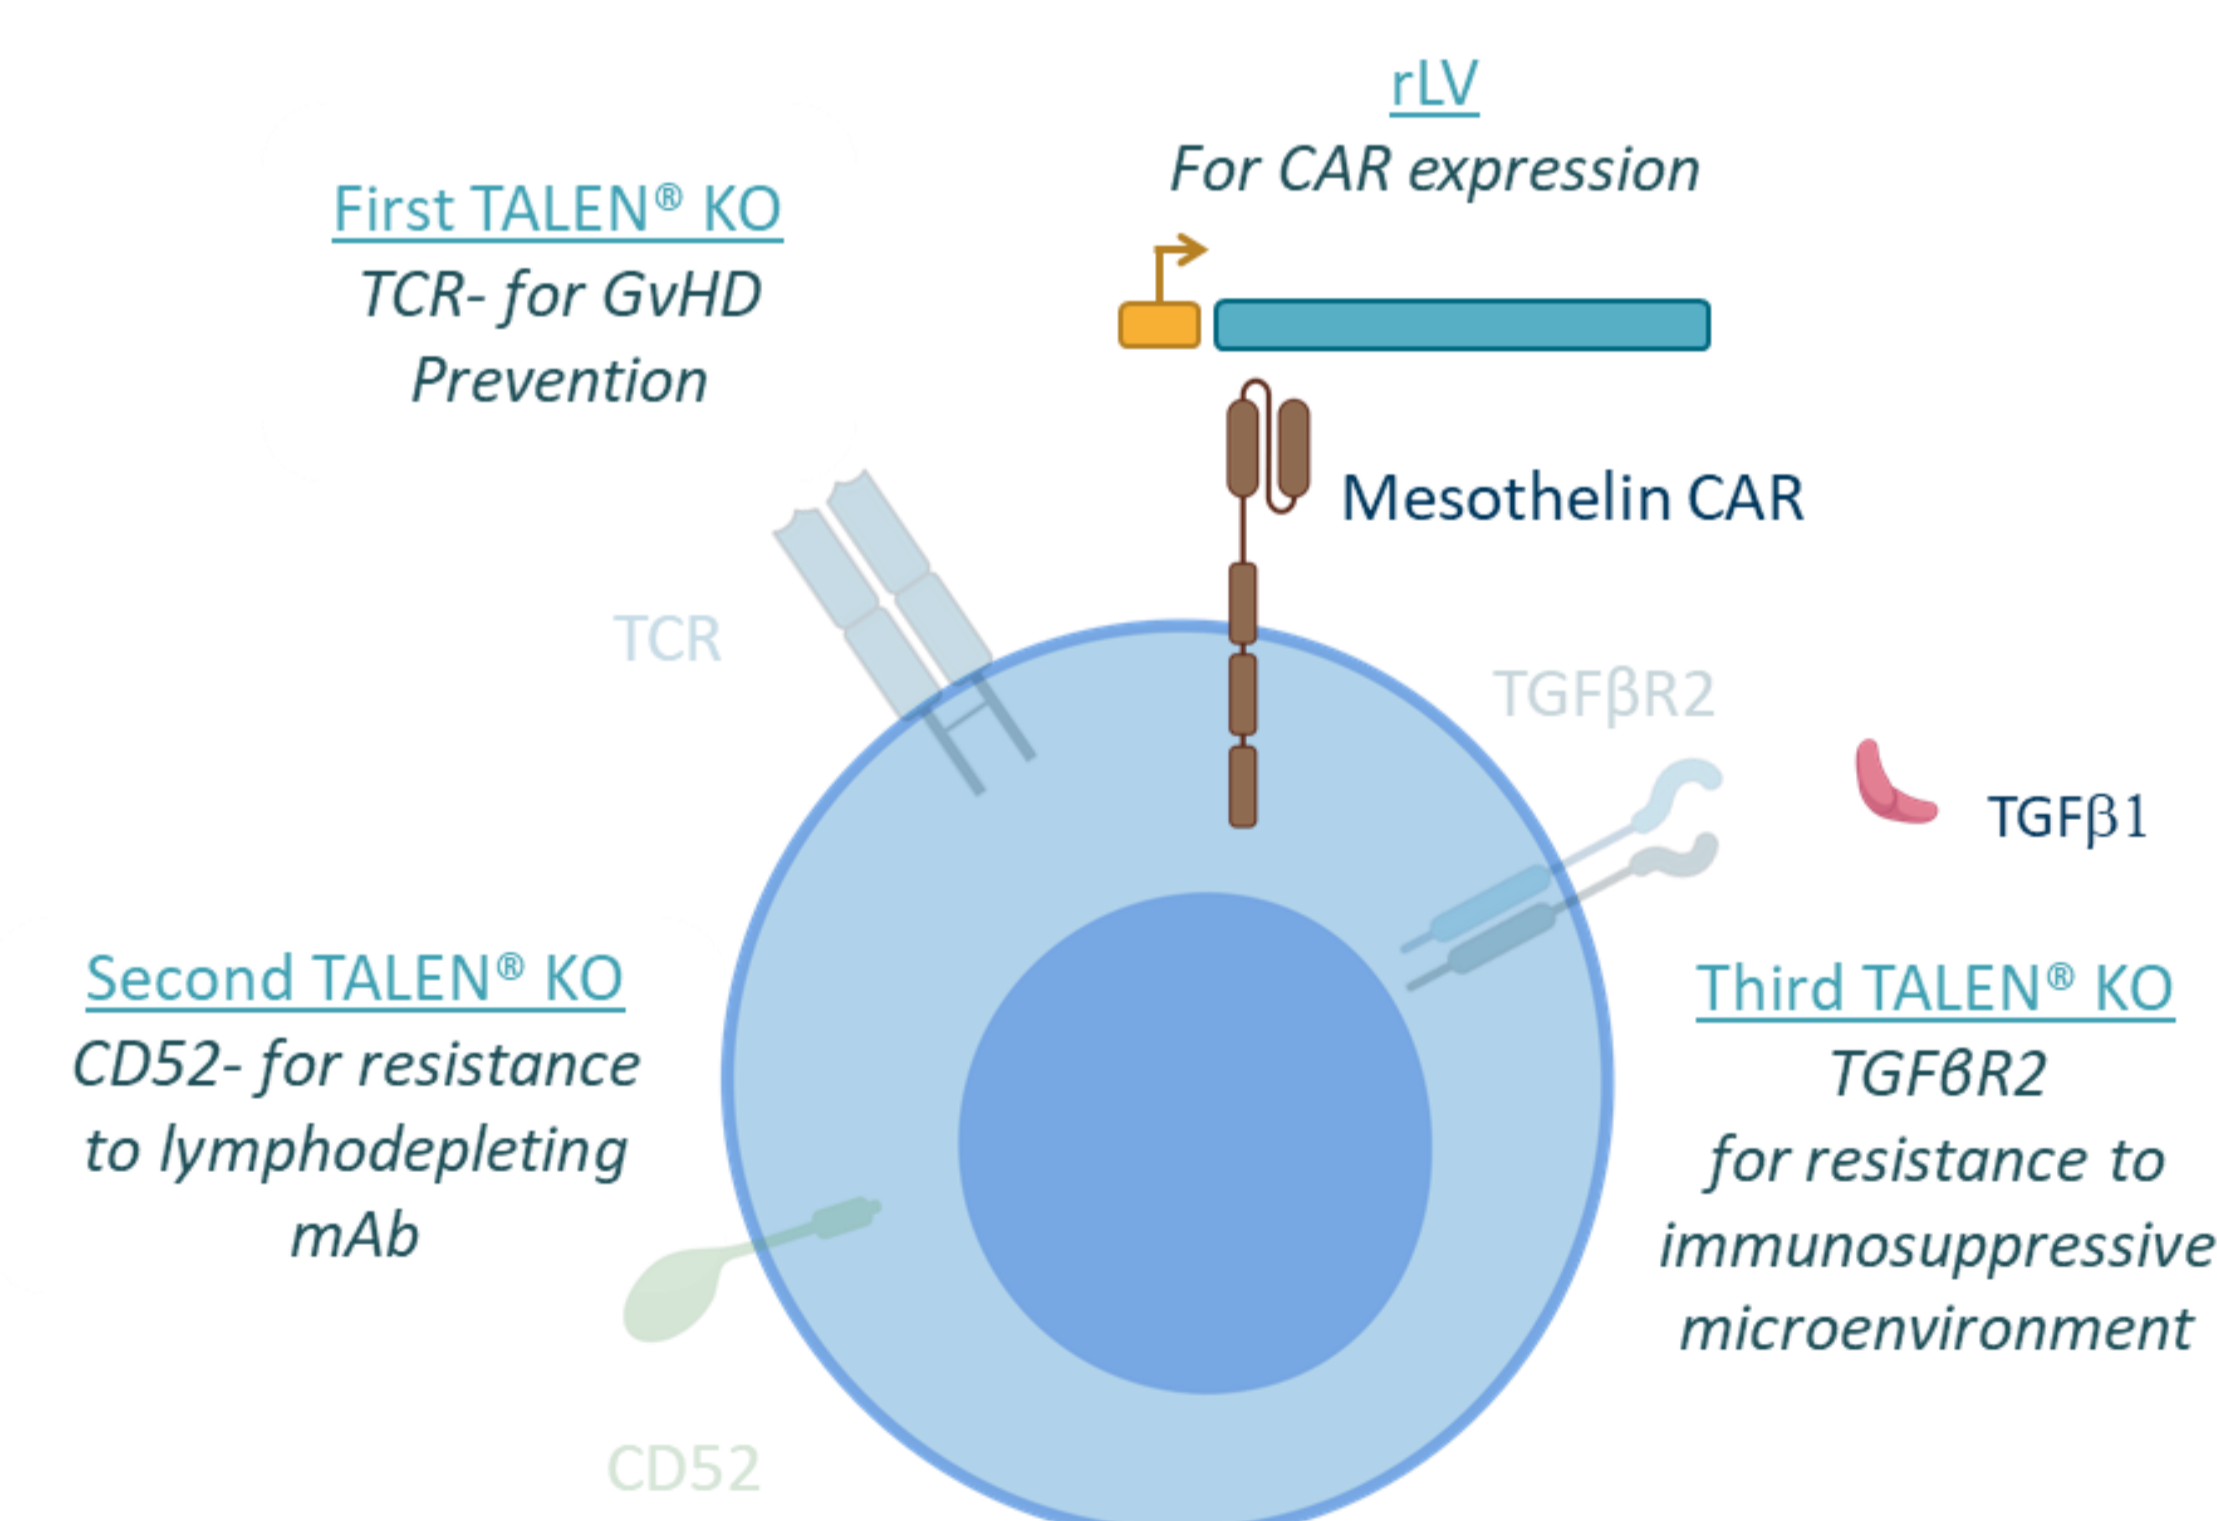 rLV
For CAR expression
First TALEN® KO
TCR- for GvHD
Prevention
Mesothelin CAR
TCR
TGFβR2
TGFβ1
Second TALEN® KO
CD52- for resistance
to lymphodepleting
mAb
Third TALEN® KO
TGFβR2
for resistance to
immunosuppressive
microenvironment
CD52